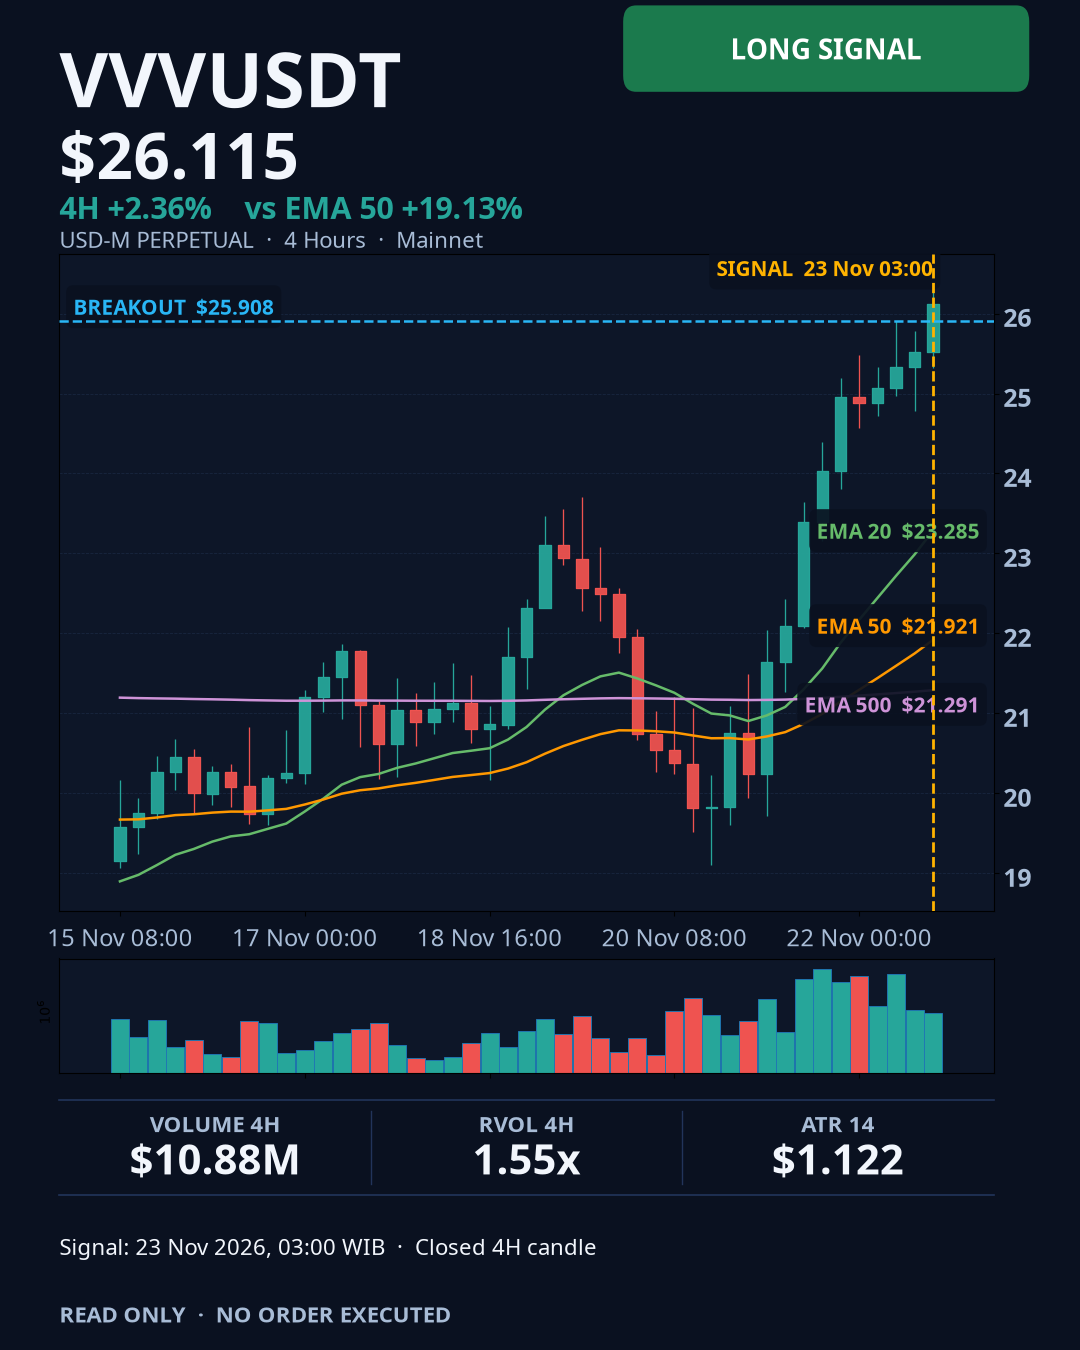 LONG SIGNAL
VVVUSDT
$26.115
4H +2.36% vs EMA 50 +19.13%
USD-M PERPETUAL · 4 Hours · Mainnet
SIGNAL 23 Nov 03:00
BREAKOUT $25.908
26
25
24
EMA 20 $23.285
23
EMA 50 $21.921
22
EMA 500 $21.291
21
20
19
15 Nov 08:00 17 Nov 00:00 18 Nov 16:00 20 Nov 08:00 22 Nov 00:00
10⁶
VOLUME 4H RVOL 4H ATR 14
$10.88M 1.55x $1.122
Signal: 23 Nov 2026, 03:00 WIB · Closed 4H candle
READ ONLY · NO ORDER EXECUTED